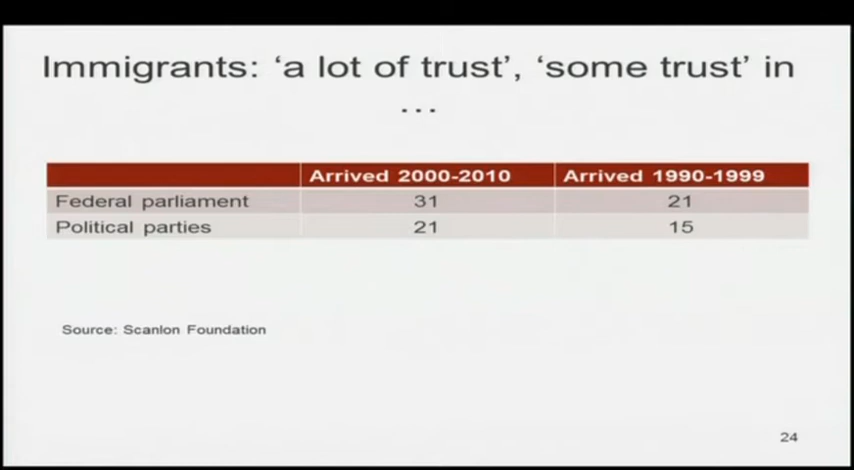 Immigrants: ‘a lot of trust’, ‘some trust’ in
...
Arrived 2000-2010 Arrived 1990-1999
Federal parliament 31 21
Political parties 21 15
Source: Scanlon Foundation
24